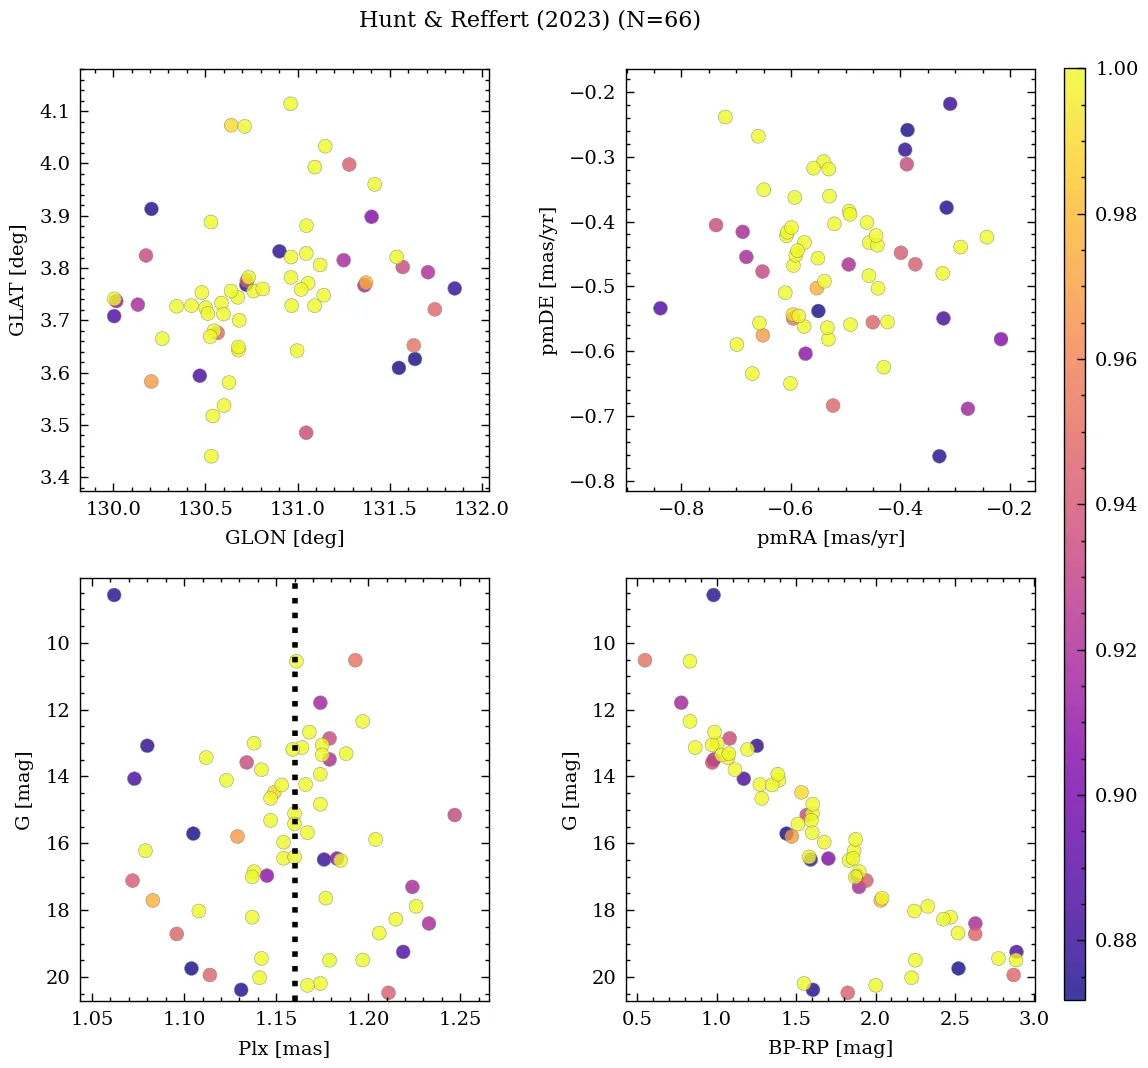 Hunt & Reffert (2023) (N=66)
4.1
4.0
3.9
3.8
3.7
3.6
3.5
3.4
GLAT [deg]
130.0 130.5 131.0 131.5 132.0
GLON [deg]
−0.2
−0.3
−0.4
−0.5
−0.6
−0.7
−0.8
pmDE [mas/yr]
−0.8 −0.6 −0.4 −0.2
pmRA [mas/yr]
10
12
14
16
18
20
G [mag]
1.05 1.10 1.15 1.20 1.25
Plx [mas]
10
12
14
16
18
20
G [mag]
0.5 1.0 1.5 2.0 2.5 3.0
BP-RP [mag]
1.00
0.98
0.96
0.94
0.92
0.90
0.88